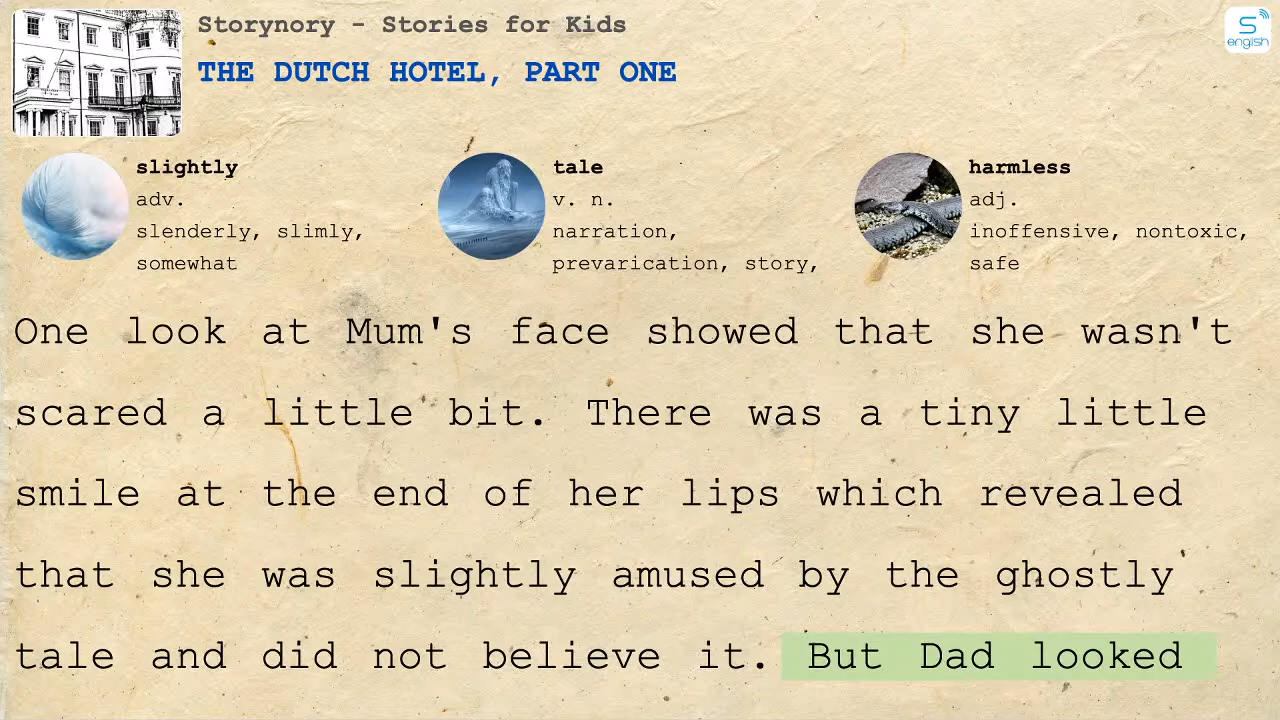 Storynory - Stories for Kids
THE DUTCH HOTEL, PART ONE
S
english
slightly
adv.
slenderly, slimly,
somewhat
tale
v. n.
narration,
prevarication, story,
harmless
adj.
inoffensive, nontoxic,
safe
One look at Mum's face showed that she wasn't
scared a little bit. There was a tiny little
smile at the end of her lips which revealed
that she was slightly amused by the ghostly
tale and did not believe it. But Dad looked